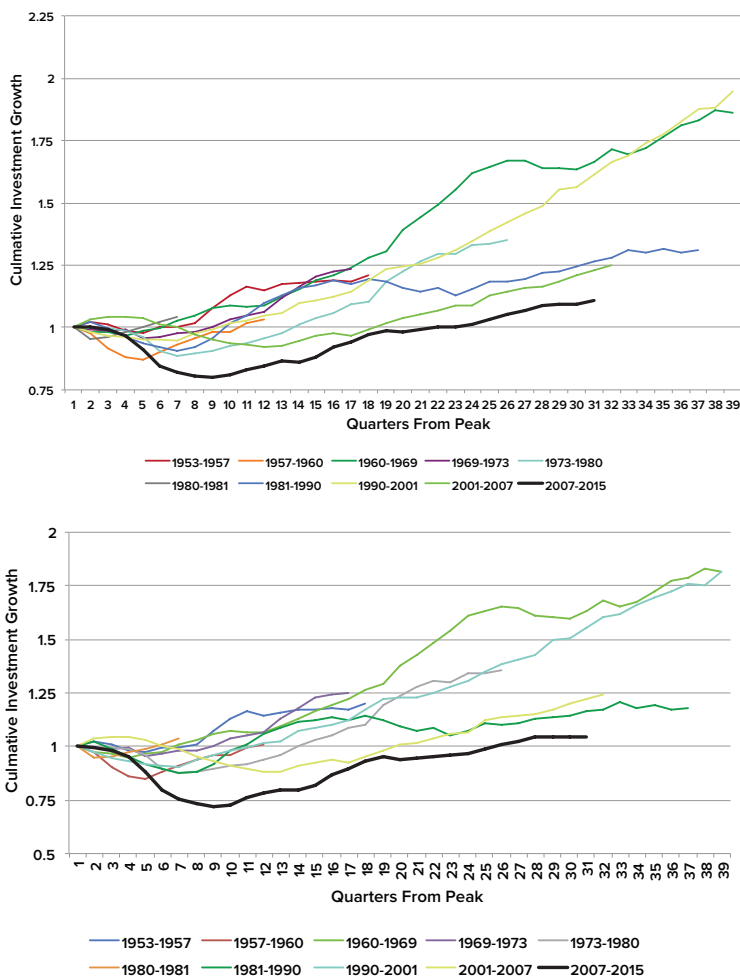 2.25
2
1.75
1.5
1.25
1
0.75
Culmative Investment Growth
1 2 3 4 5 6 7 8 9 10 11 12 13 14 15 16 17 18 19 20 21 22 23 24 25 26 27 28 29 30 31 32 33 34 35 36 37 38 39
Quarters From Peak
1953-1957 1957-1960 1960-1969 1969-1973 1973-1980
1980-1981 1981-1990 1990-2001 2001-2007 2007-2015
2
1.75
1.5
1.25
1
0.75
0.5
Culmative Investment Growth
1 2 3 4 5 6 7 8 9 10 11 12 13 14 15 16 17 18 19 20 21 22 23 24 25 26 27 28 29 30 31 32 33 34 35 36 37 38 39
Quarters From Peak
1953-1957 1957-1960 1960-1969 1969-1973 1973-1980
1980-1981 1981-1990 1990-2001 2001-2007 2007-2015